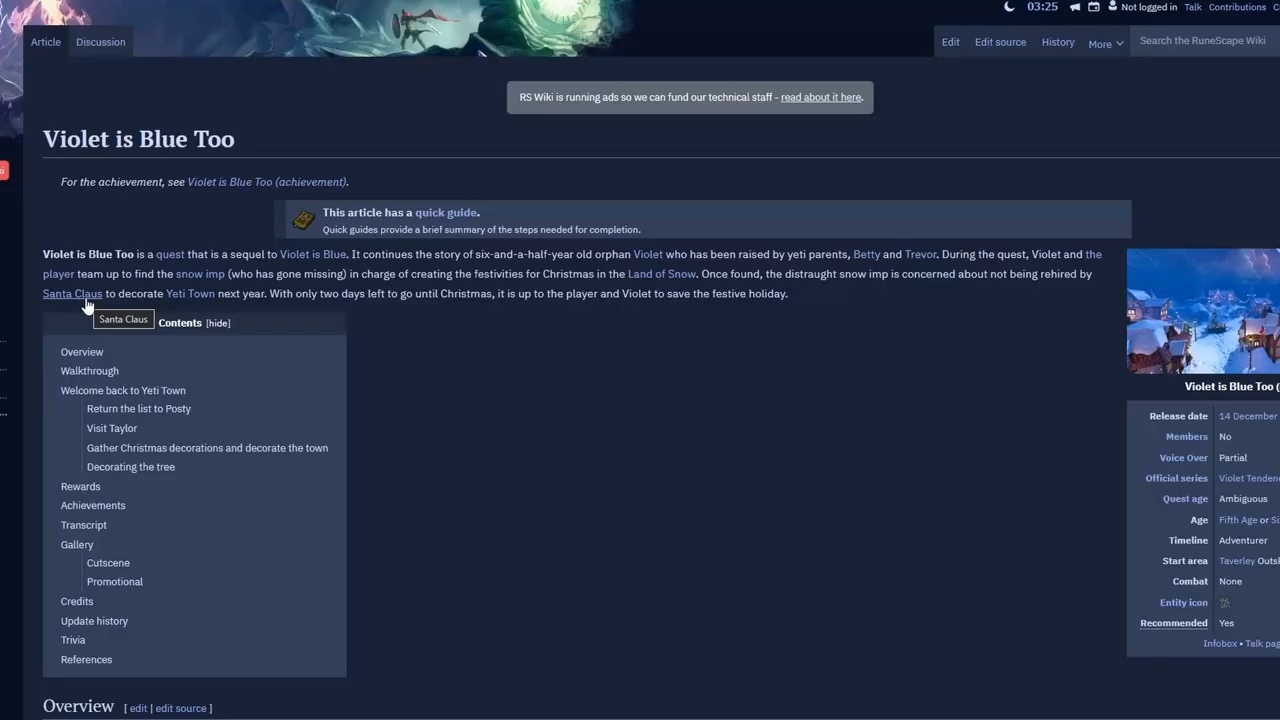 03:25 Not logged in Talk Contributions
Article Discussion Edit Edit source History More Search the RuneScape Wiki
RS Wiki is running ads so we can fund our technical staff - read about it here.
Violet is Blue Too
For the achievement, see Violet is Blue Too (achievement).
This article has a quick guide.
Quick guides provide a brief summary of the steps needed for completion.
Violet is Blue Too is a quest that is a sequel to Violet is Blue. It continues the story of six-and-a-half-year old orphan Violet who has been raised by yeti parents, Betty and Trevor. During the quest, Violet and the
player team up to find the snow imp (who has gone missing) in charge of creating the festivities for Christmas in the Land of Snow. Once found, the distraught snow imp is concerned about not being rehired by
Santa Claus to decorate Yeti Town next year. With only two days left to go until Christmas, it is up to the player and Violet to save the festive holiday.
Santa Claus
Contents [hide]
Overview
Walkthrough
Welcome back to Yeti Town
Return the list to Posty
Visit Taylor
Gather Christmas decorations and decorate the town
Decorating the tree
Rewards
Achievements
Transcript
Gallery
Cutscene
Promotional
Credits
Update history
Trivia
References
Violet is Blue Too (
Release date 14 December
Members No
Voice Over Partial
Official series Violet Tenden
Quest age Ambiguous
Age Fifth Age or Si
Timeline Adventurer
Start area Taverley Outs
Combat None
Entity icon
Recommended Yes
Infobox • Talk pag
Overview [ edit | edit source ]